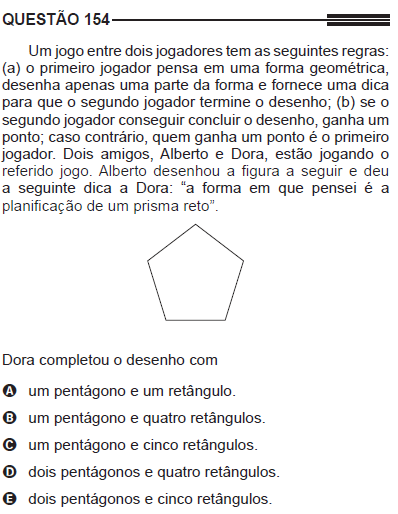 QUESTÃO 154
Um jogo entre dois jogadores tem as seguintes regras:
(a) o primeiro jogador pensa em uma forma geométrica,
desenha apenas uma parte da forma e fornece uma dica
para que o segundo jogador termine o desenho; (b) se o
segundo jogador conseguir concluir o desenho, ganha um
ponto; caso contrário, quem ganha um ponto é o primeiro
jogador. Dois amigos, Alberto e Dora, estão jogando o
referido jogo. Alberto desenhou a figura a seguir e deu
a seguinte dica a Dora: “a forma em que pensei é a
planificação de um prisma reto”.
Dora completou o desenho com
A um pentágono e um retângulo.
B um pentágono e quatro retângulos.
C um pentágono e cinco retângulos.
D dois pentágonos e quatro retângulos.
E dois pentágonos e cinco retângulos.